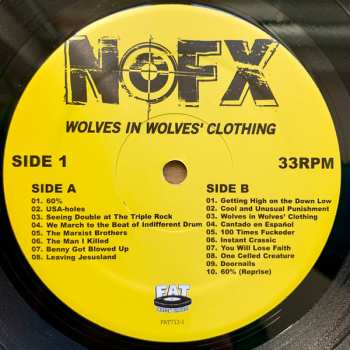 NOFX
WOLVES IN WOLVES' CLOTHING
SIDE 1
33RPM
SIDE A
01. 60%
02. USA-holes
03. Seeing Double at The Triple Rock
04. We March to the Beat of Indifferent Drum
05. The Marxist Brothers
06. The Man I Killed
07. Benny Got Blowed Up
08. Leaving Jesusland
SIDE B
01. Getting High on the Down Low
02. Cool and Unusual Punishment
03. Wolves in Wolves' Clothing
04. Cantado en Español
05. 100 Times Fuckeder
06. Instant Crassic
07. You Will Lose Faith
08. One Celled Creature
09. Doornails
10. 60% (Reprise)
FAT
FAT712-1